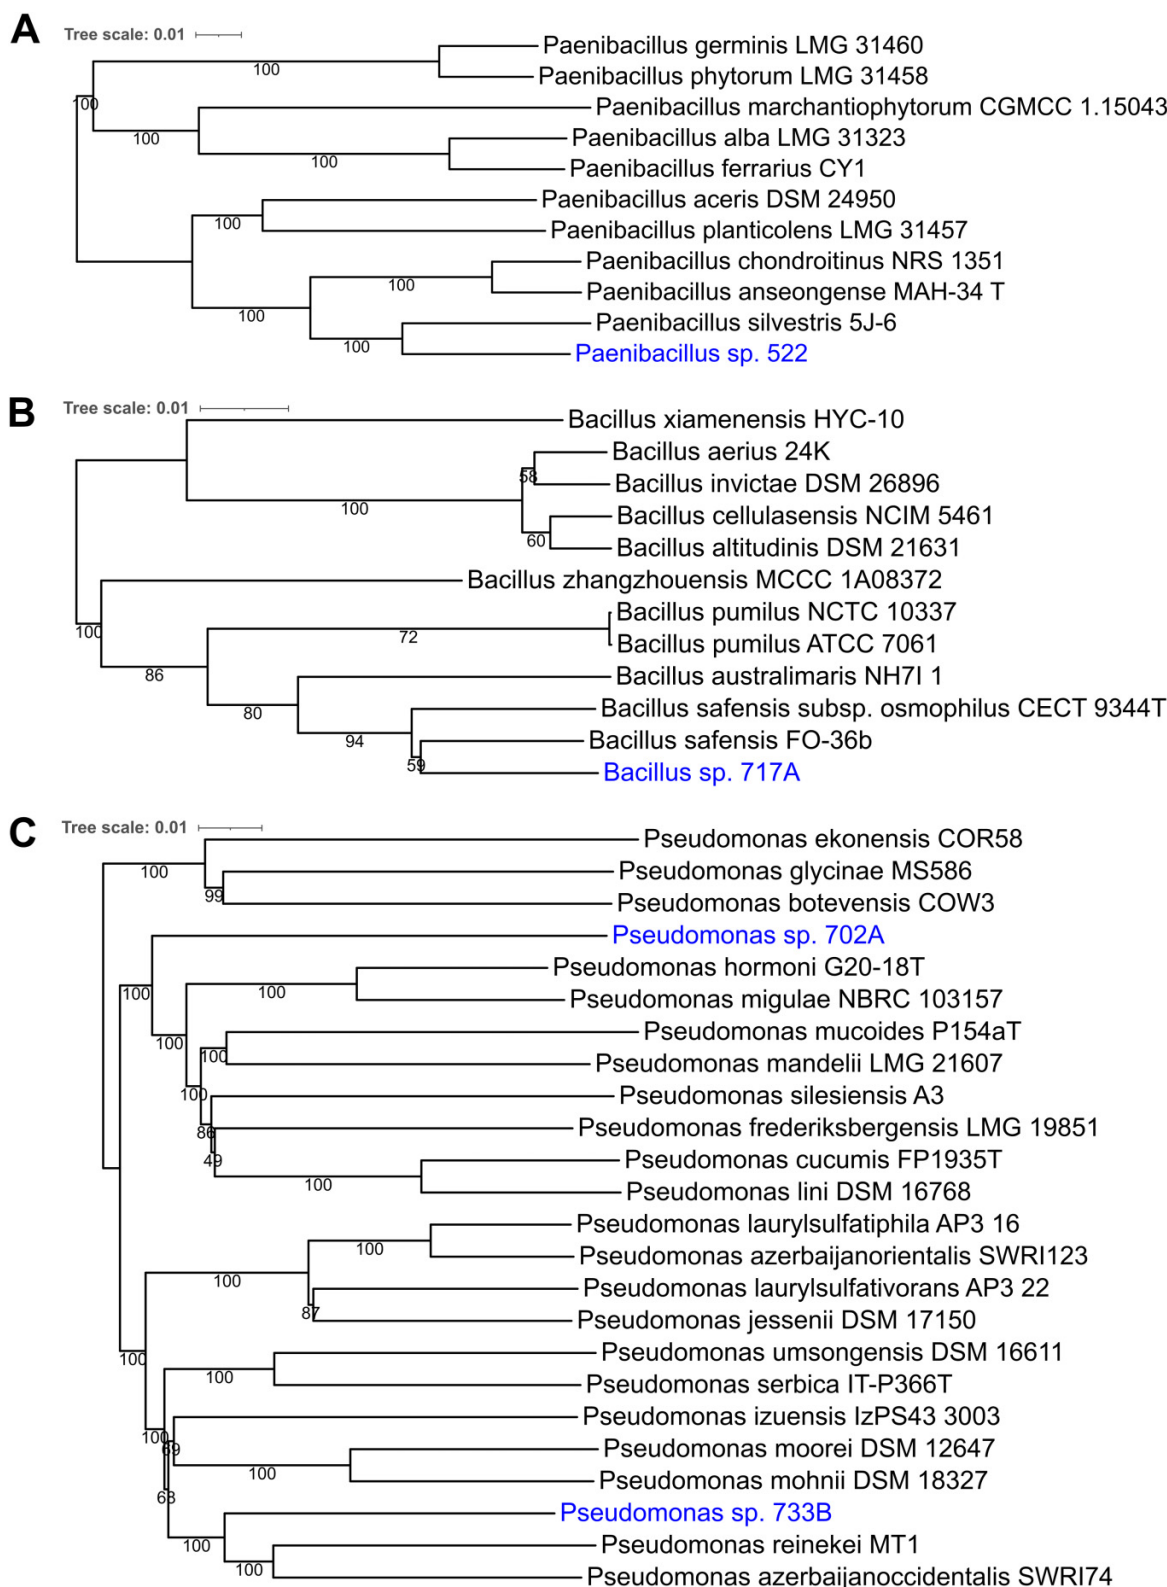 A
Tree scale: 0.01
Paenibacillus germinis LMG 31460
100
Paenibacillus phytorum LMG 31458
100
Paenibacillus marchantiophytorum CGMCC 1.15043
100
Paenibacillus alba LMG 31323
100
Paenibacillus ferrarius CY1
Paenibacillus aceris DSM 24950
100
Paenibacillus planticolens LMG 31457
Paenibacillus chondroitinus NRS 1351
100
Paenibacillus anseongense MAH-34 T
100
Paenibacillus silvestris 5J-6
100
Paenibacillus sp. 522
B
Tree scale: 0.01
Bacillus xiamenensis HYC-10
Bacillus aerius 24K
58
Bacillus invictae DSM 26896
100
Bacillus cellulasensis NCIM 5461
60
Bacillus altitudinis DSM 21631
Bacillus zhangzhouensis MCCC 1A08372
Bacillus pumilus NCTC 10337
100
72
Bacillus pumilus ATCC 7061
86
Bacillus australimaris NH7I 1
80
Bacillus safensis subsp. osmophilus CECT 9344T
94
Bacillus safensis FO-36b
59
Bacillus sp. 717A
C
Tree scale: 0.01
Pseudomonas ekonensis COR58
100
Pseudomonas glycinae MS586
99
Pseudomonas botevensis COW3
Pseudomonas sp. 702A
Pseudomonas hormoni G20-18T
100
100
Pseudomonas migulae NBRC 103157
Pseudomonas mucoides P154aT
100
100
Pseudomonas mandelii LMG 21607
100
Pseudomonas silesiensis A3
Pseudomonas frederiksbergensis LMG 19851
86
49
Pseudomonas cucumis FP1935T
100
Pseudomonas lini DSM 16768
Pseudomonas laurylsulfatiphila AP3 16
100
Pseudomonas azerbaijanorientalis SWRI123
100
Pseudomonas laurylsulfativorans AP3 22
87
Pseudomonas jessenii DSM 17150
Pseudomonas umsongensis DSM 16611
100
100
Pseudomonas serbica IT-P366T
Pseudomonas izuensis IzPS43 3003
100
69
Pseudomonas moorei DSM 12647
100
Pseudomonas mohnii DSM 18327
68
Pseudomonas sp. 733B
100
Pseudomonas reinekei MT1
100
Pseudomonas azerbaijanoccidentalis SWRI74